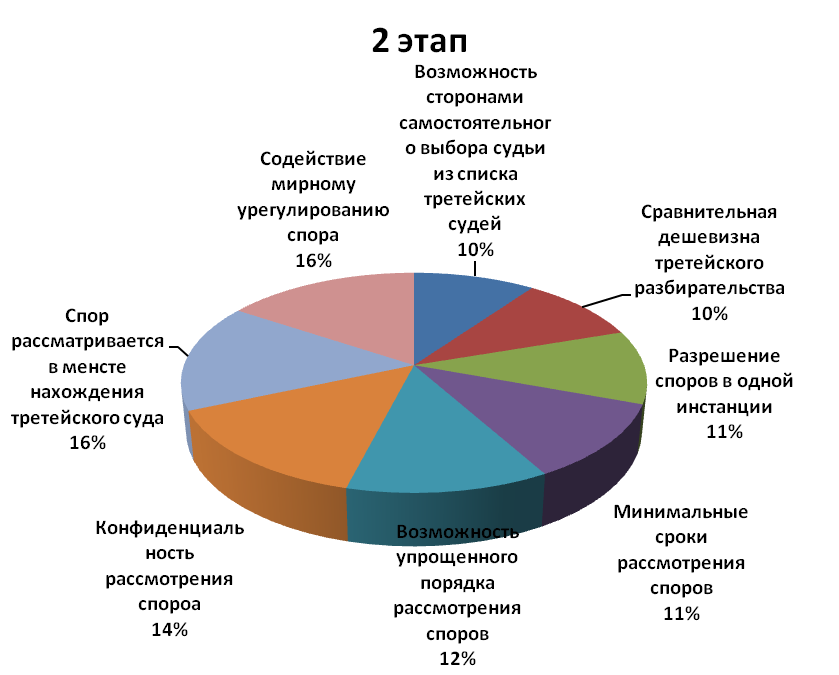 2 этап
Возможность
сторонами
самостоятельног
о выбора судьи
из списка
третейских
судей
10%
Сравнительная
дешевизна
третейского
разбирательства
10%
Разрешение
споров в одной
инстанции
11%
Минимальные
сроки
рассмотрения
споров
11%
Возможность
упрощенного
порядка
рассмотрения
споров
12%
Конфиденциаль
ность
рассмотрения
спороа
14%
Спор
рассматривается
в менсте
нахождения
третейского суда
16%
Содействие
мирному
урегулированию
спора
16%